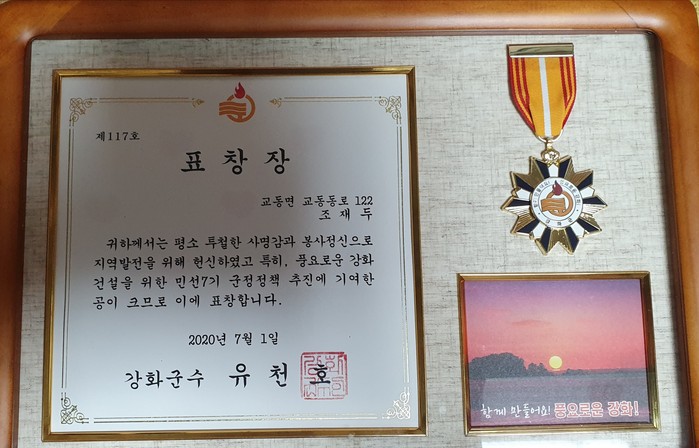 제117호
표 창 장
교동면 교동동로 122
조 재 두
귀하께서는 평소 투철한 사명감과 봉사정신으로
지역발전을 위해 헌신하였고 특히, 풍요로운 강화
건설을 위한 민선7기 군정정책 추진에 기여한
공이 크므로 이에 표창합니다.
2020년 7월 1일
강화군수 유 천 호
함께 만들어요! 풍요로운 강화!